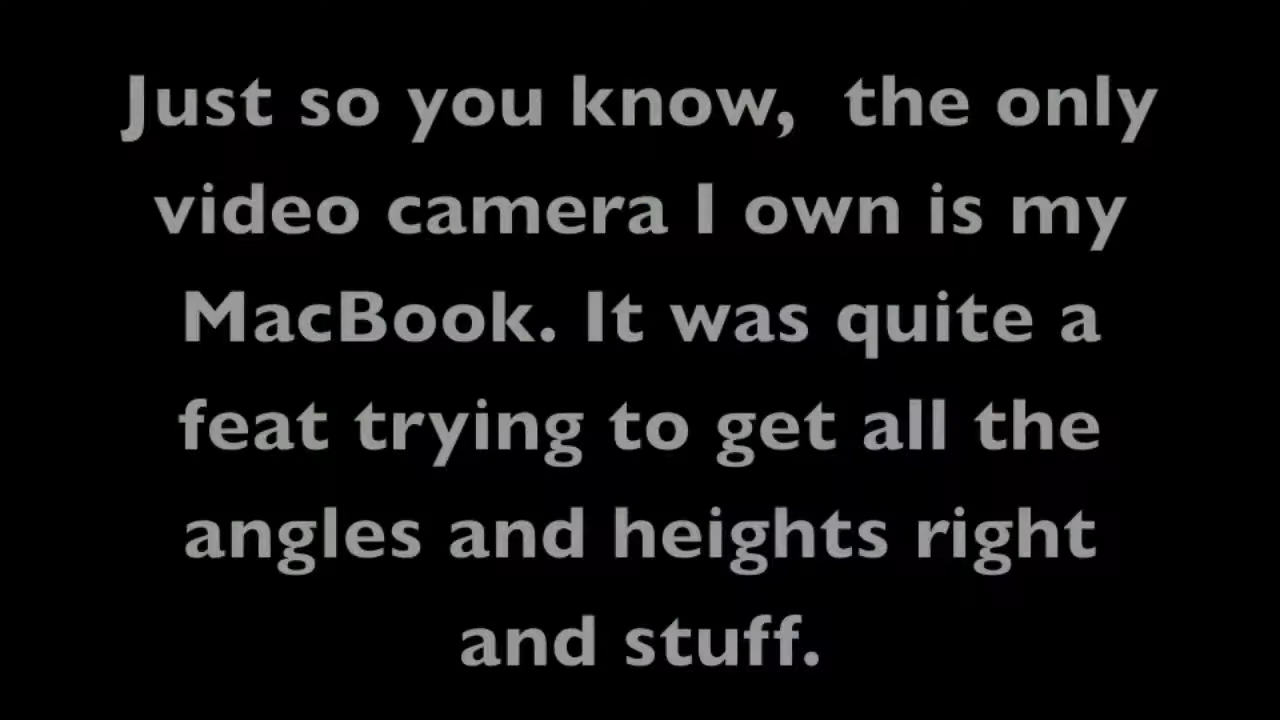 Just so you know,  the only
video camera I own is my
MacBook. It was quite a
feat trying to get all the
angles and heights right
and stuff.